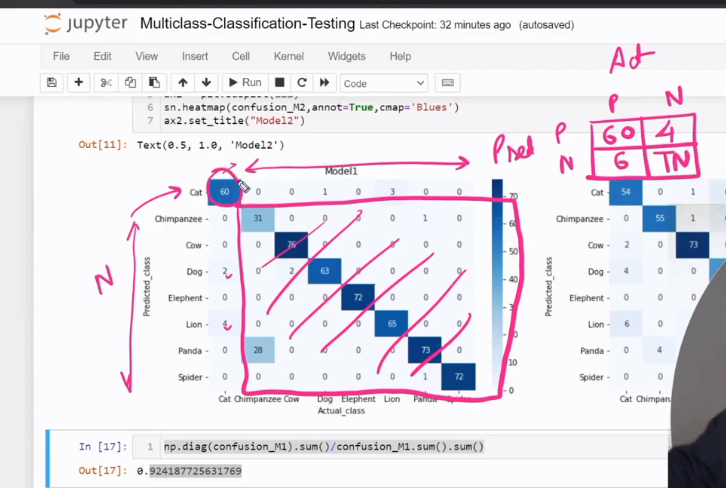 jupyter Multiclass-Classification-Testing Last Checkpoint: 32 minutes ago (autosaved)
File Edit View Insert Cell Kernel Widgets Help
Run Code
6 sn.heatmap(confusion_M2,annot=True,cmap='Blues')
7 ax2.set_title("Model2")
Out[11]: Text(0.5, 1.0, 'Model2')
Act
P N
Pred P 60 4
N 6 TN
Model1
Cat 60 0 0 1 0 3 0 0
Chimpanzee 0 31 0 0 0 0 1 0
Cow 0 0 76 0 0 0 0 0
Dog 2 0 2 63 0 0 0 0
Elephent 0 0 0 0 72 0 0 0
Lion 4 0 0 0 0 65 0 0
Panda 0 28 0 0 0 0 73 0
Spider 0 0 0 0 0 0 1 72
Cat Chimpanzee Cow Dog Elephent Lion Panda
Actual_class
Predicted_class
N
70
60
50
0
Cat 54 0 1
Chimpanzee 0 55 1
Cow 2 0 73
Dog 4 0 0
Elephent 0 0 0
Lion 6 0 0
Panda 0 4
Spider 0 0
Cat
In [17]: 1 np.diag(confusion_M1).sum()/confusion_M1.sum().sum()
Out[17]: 0.924187725631769